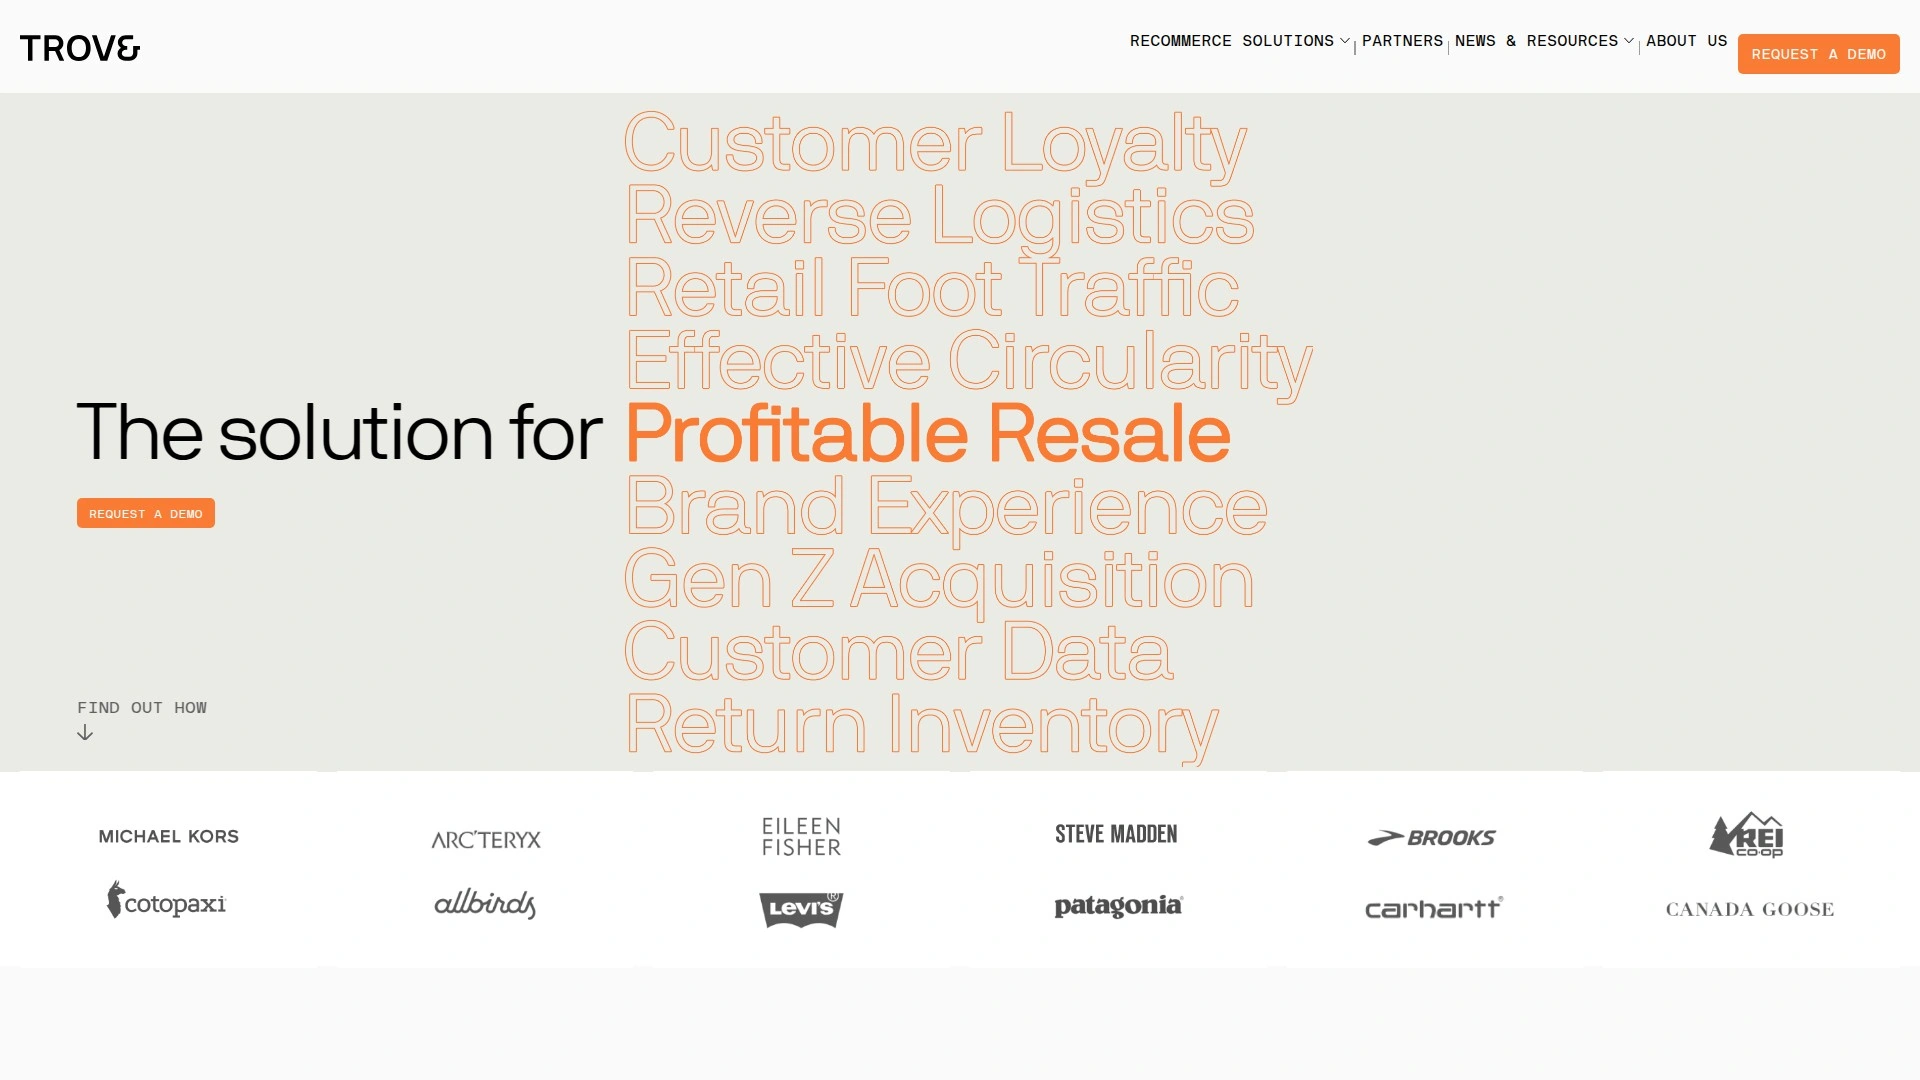 TROV&
RECOMMERCE SOLUTIONS
PARTNERS
NEWS & RESOURCES
ABOUT US
REQUEST A DEMO
Customer Loyalty
Reverse Logistics
Retail Foot Traffic
Effective Circularity
The solution for Profitable Resale
Brand Experience
REQUEST A DEMO
Gen Z Acquisition
Customer Data
Return Inventory
FIND OUT HOW
MICHAEL KORS
ARC'TERYX
EILEEN
FISHER
STEVE MADDEN
BROOKS
REI
co·op
cotopaxi
allbirds
LEVI'S®
patagonia®
carhartt®
CANADA GOOSE